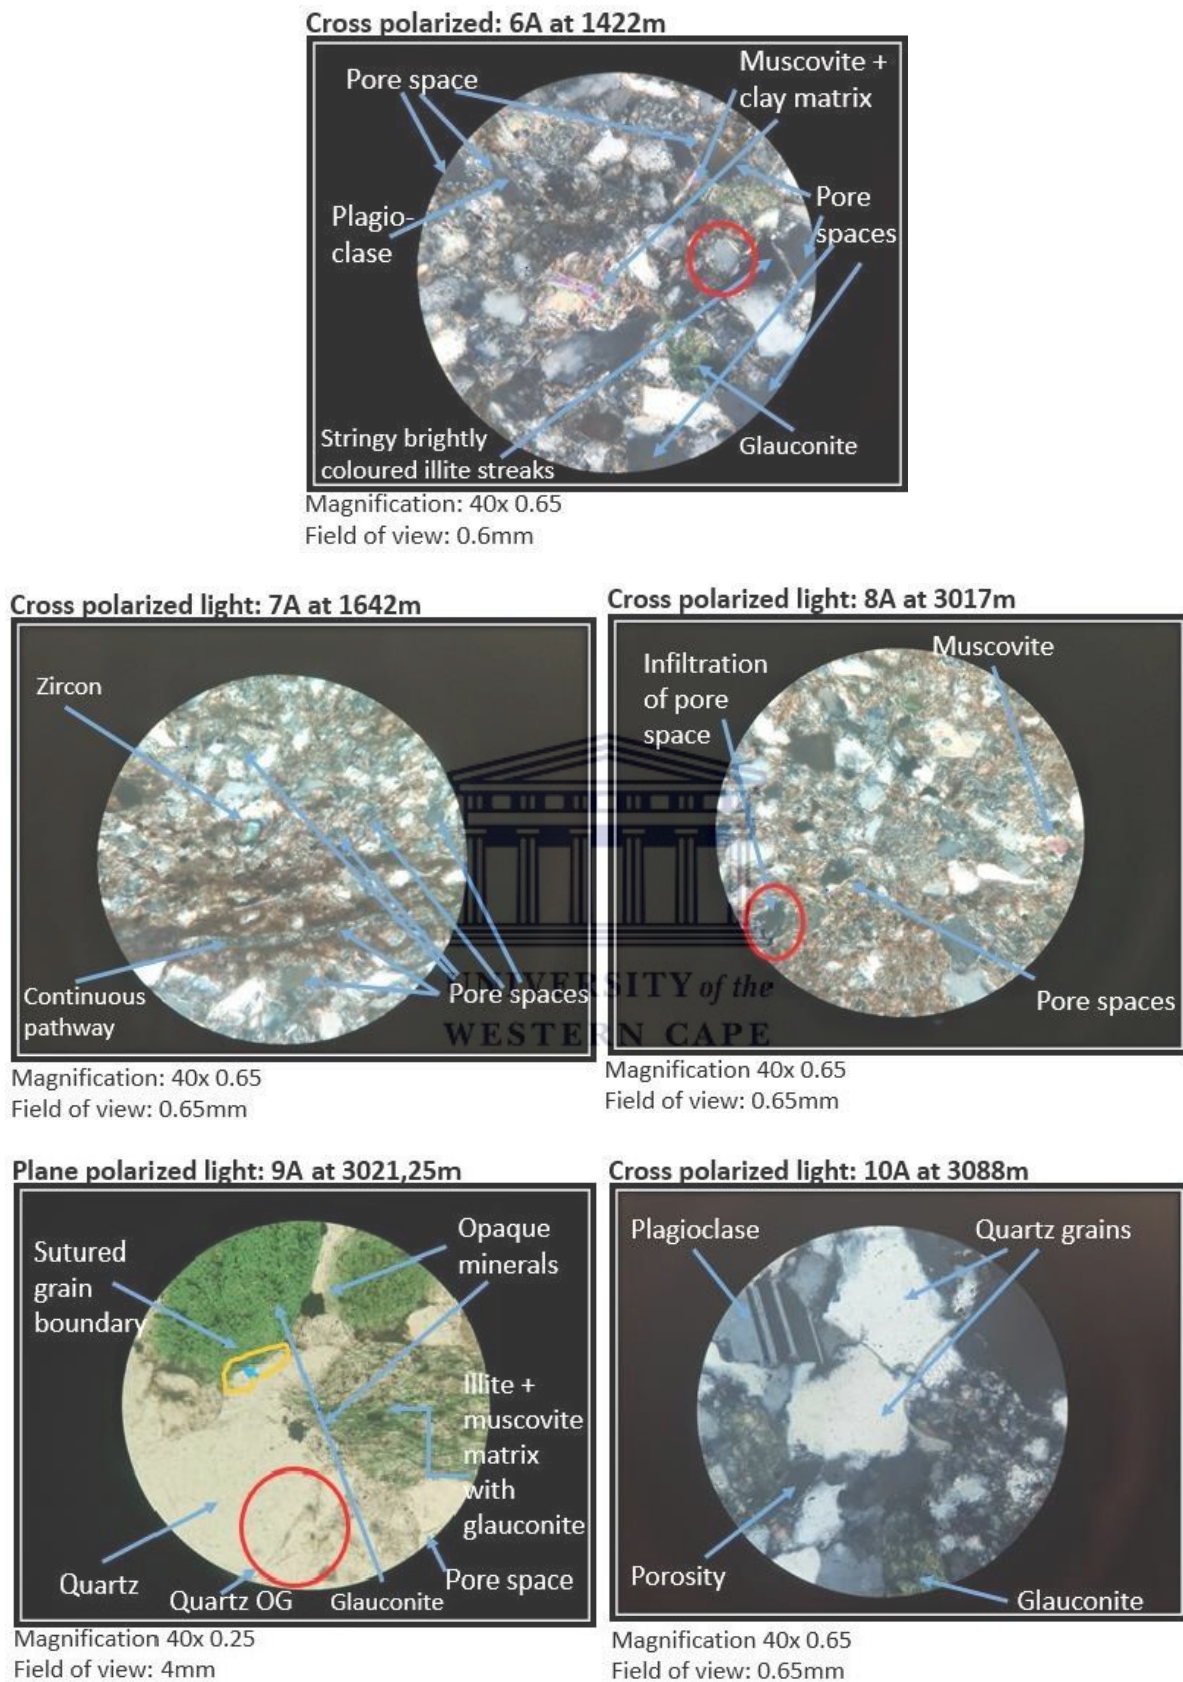 Cross polarized: 6A at 1422m
Pore space
Muscovite +
clay matrix
Plagio-
clase
Pore
spaces
Stringy brightly
coloured illite streaks
Glauconite
Magnification: 40x 0.65
Field of view: 0.6mm
Cross polarized light: 7A at 1642m
Zircon
Continuous
pathway
Pore spaces
Magnification: 40x 0.65
Field of view: 0.65mm
Cross polarized light: 8A at 3017m
Infiltration
of pore
space
Muscovite
Pore spaces
Magnification 40x 0.65
Field of view: 0.65mm
UNIVERSITY of the
WESTERN CAPE
Plane polarized light: 9A at 3021,25m
Sutured
grain
boundary
Opaque
minerals
Illite +
muscovite
matrix
with
glauconite
Quartz
Quartz OG
Glauconite
Pore space
Magnification 40x 0.25
Field of view: 4mm
Cross polarized light: 10A at 3088m
Plagioclase
Quartz grains
Porosity
Glauconite
Magnification 40x 0.65
Field of view: 0.65mm